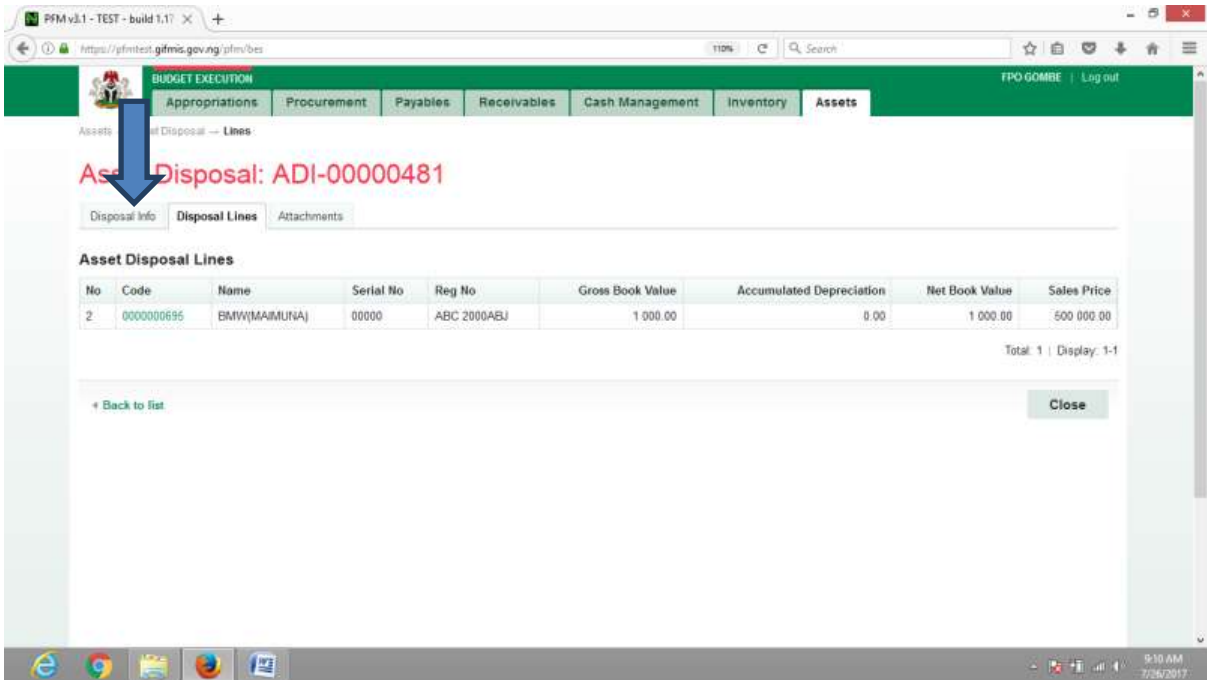 PFM v3.1 - TEST - build 1.17
https://pfmtest.gifmis.gov.ng/pfm/bes
110%
Search
BUDGET EXECUTION
FPO GOMBE | Log out
Appropriations Procurement Payables Receivables Cash Management Inventory Assets
Assets Disposal → Lines
Disposal: ADI-00000481
Disposal Info Disposal Lines Attachments
Asset Disposal Lines
No Code Name Serial No Reg No Gross Book Value Accumulated Depreciation Net Book Value Sales Price
2 0000000695 BMW(MAIMUNA) 00000 ABC 2000ABJ 1 000.00 0.00 1 000.00 500 000.00
Total: 1 | Display: 1-1
Back to list
Close
9:10 AM
7/26/2017